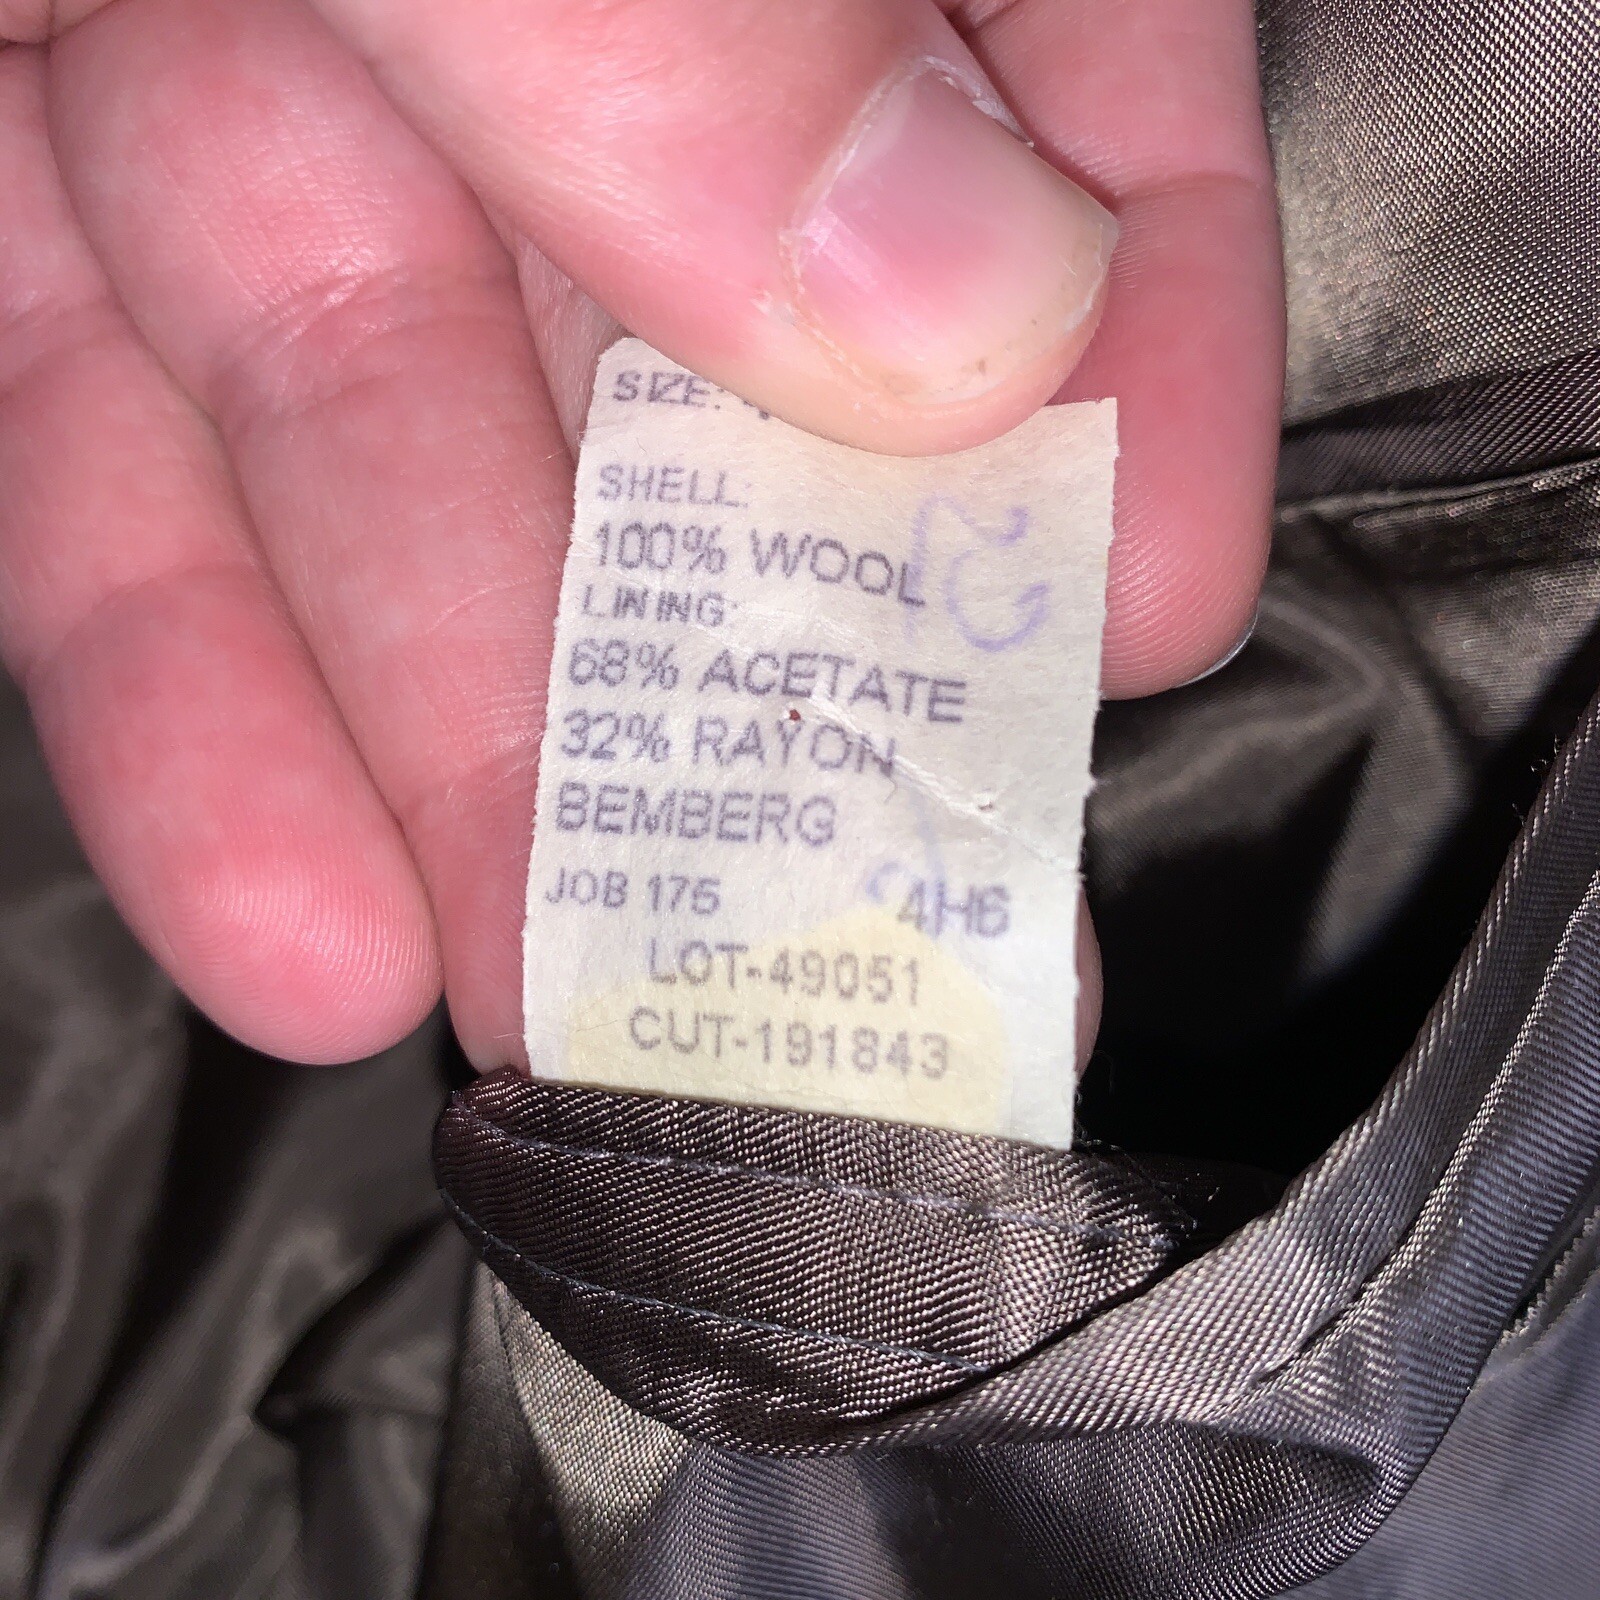 SIZE:
SHELL:
100% WOOL
LINING:
68% ACETATE
32% RAYON
BEMBERG
JOB 175 4H6
LOT-49051
CUT-191843